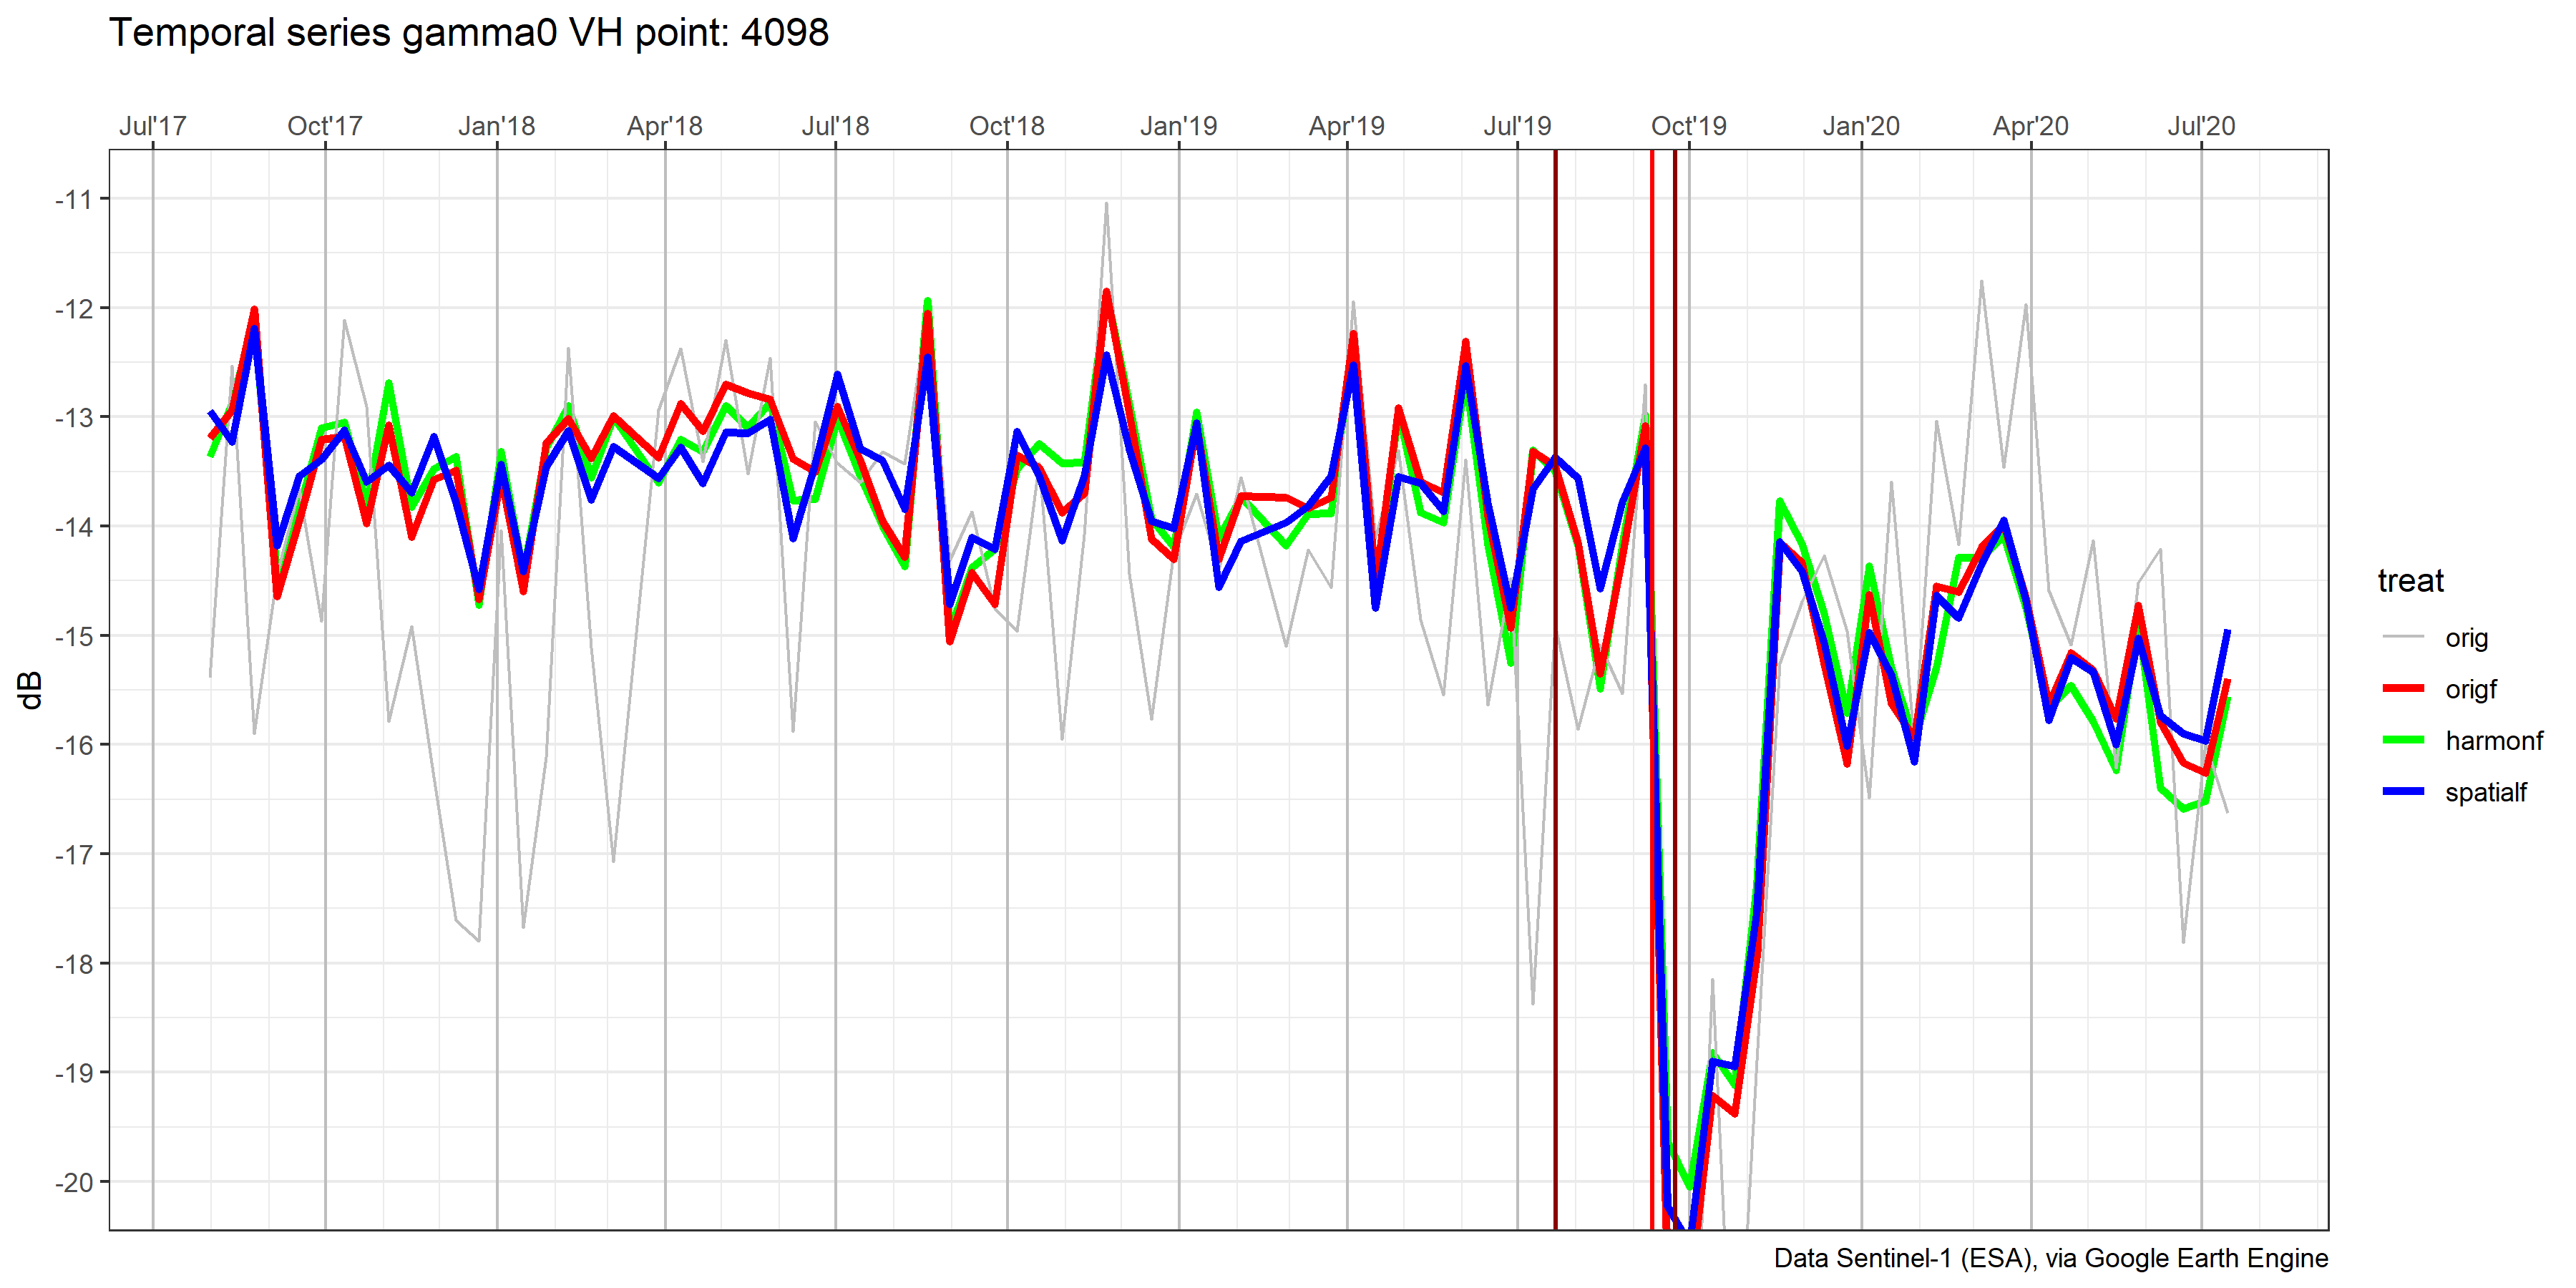 Temporal series gamma0 VH point: 4098
Jul'17 Oct'17 Jan'18 Apr'18 Jul'18 Oct'18 Jan'19 Apr'19 Jul'19 Oct'19 Jan'20 Apr'20 Jul'20
-11
-12
-13
-14
-15
-16
-17
-18
-19
-20
dB
treat
orig
origf
harmonf
spatialf
Data Sentinel-1 (ESA), via Google Earth Engine